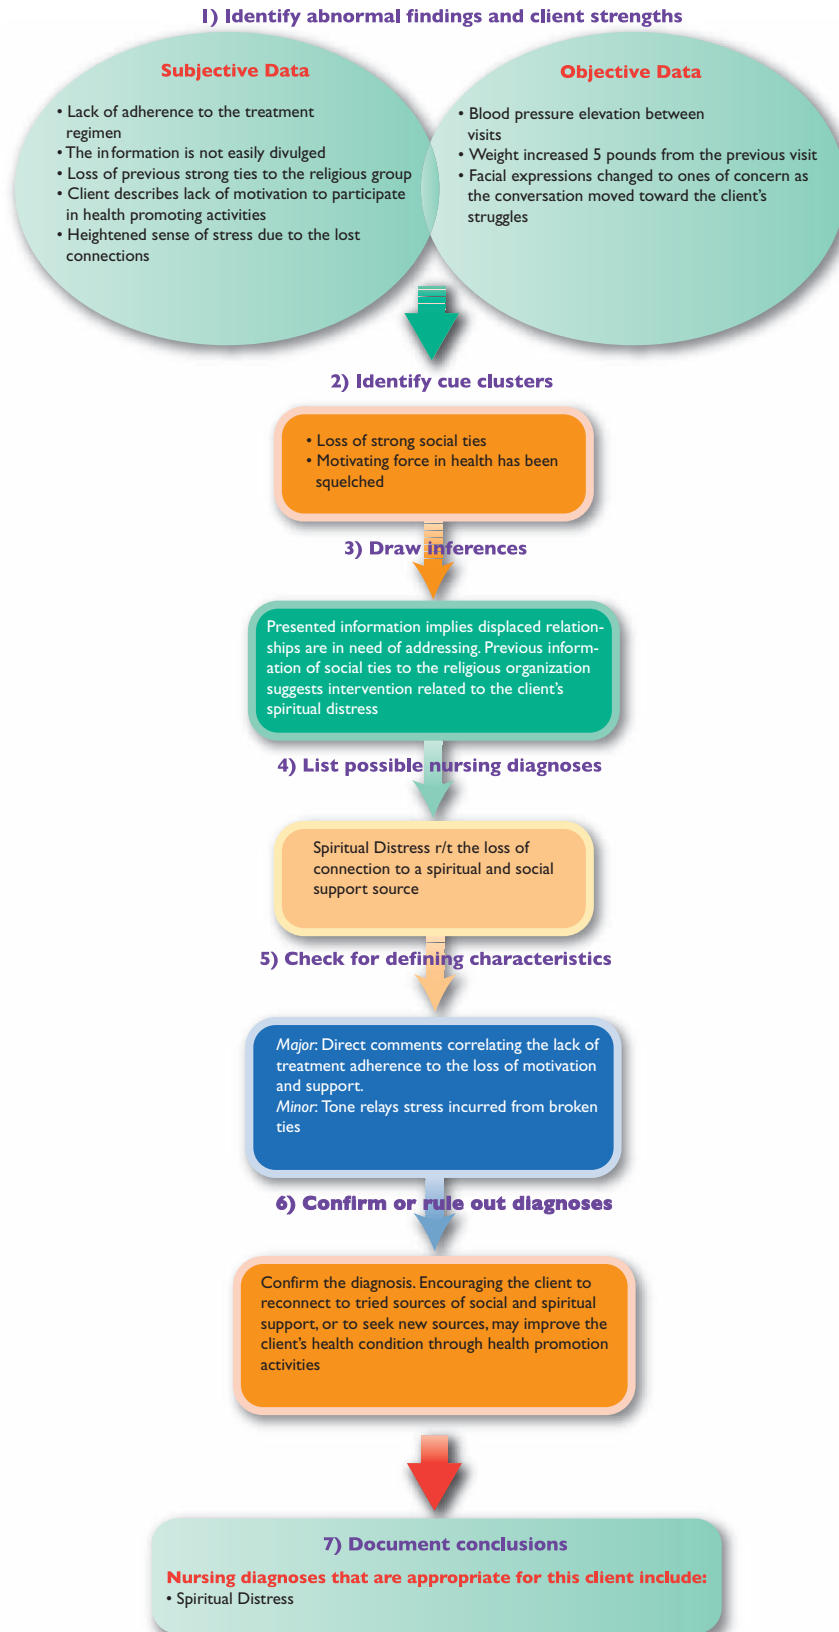 1) Identify abnormal findings and client strengths
Subjective Data
• Lack of adherence to the treatment
regimen
• The information is not easily divulged
• Loss of previous strong ties to the religious group
• Client describes lack of motivation to participate
in health promoting activities
• Heightened sense of stress due to the lost
connections
Objective Data
• Blood pressure elevation between
visits
• Weight increased 5 pounds from the previous visit
• Facial expressions changed to ones of concern as
the conversation moved toward the client's
struggles
2) Identify cue clusters
• Loss of strong social ties
• Motivating force in health has been
squelched
3) Draw inferences
Presented information implies displaced relation-
ships are in need of addressing. Previous inform-
ation of social ties to the religious organization
suggests intervention related to the client's
spiritual distress
4) List possible nursing diagnoses
Spiritual Distress r/t the loss of
connection to a spiritual and social
support source
5) Check for defining characteristics
Major: Direct comments correlating the lack of
treatment adherence to the loss of motivation
and support.
Minor: Tone relays stress incurred from broken
ties
6) Confirm or rule out diagnoses
Confirm the diagnosis. Encouraging the client to
reconnect to tried sources of social and spiritual
support, or to seek new sources, may improve the
client's health condition through health promotion
activities
7) Document conclusions
Nursing diagnoses that are appropriate for this client include:
• Spiritual Distress